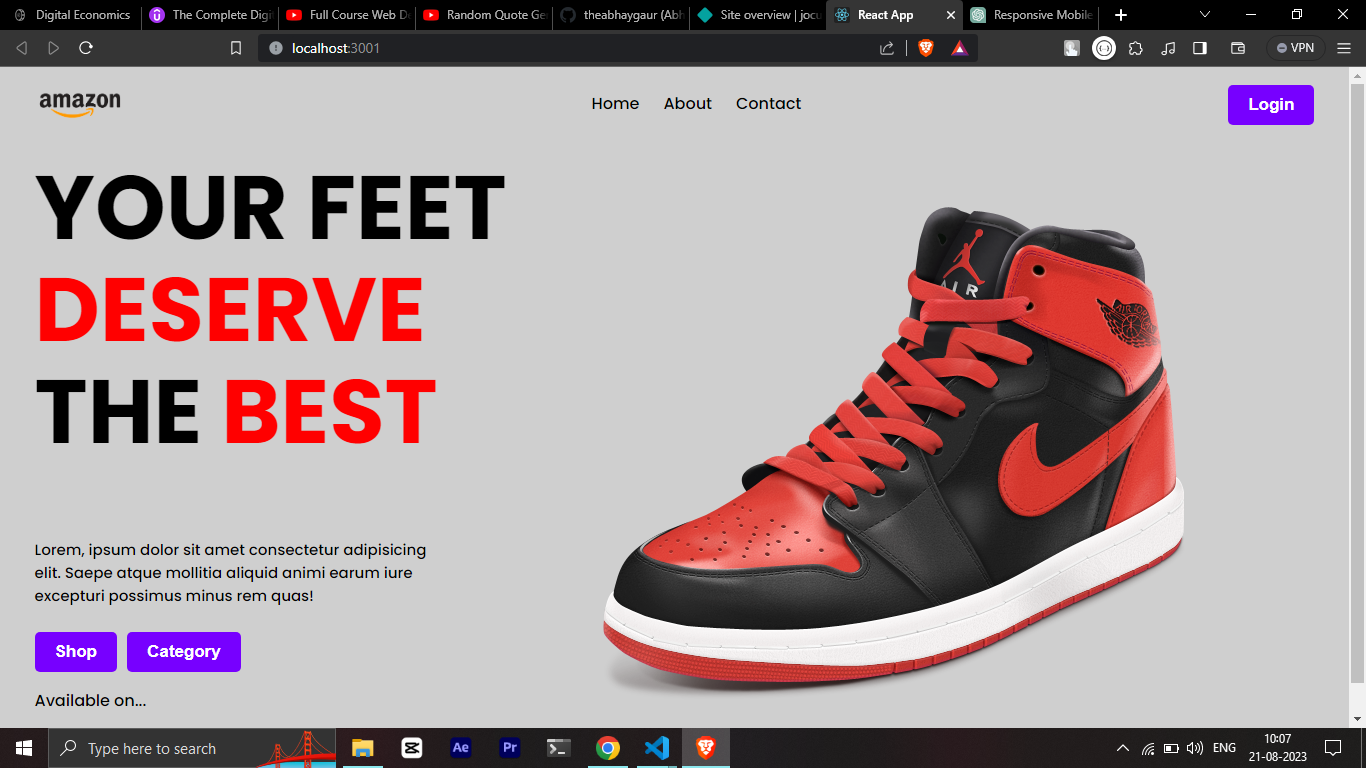 Digital Economics
The Complete Digi
Full Course Web D
Random Quote Ge
theabhaygaur (Abh
Site overview | jocu
React App
Responsive Mobile
localhost:3001
VPN
amazon
Home
About
Contact
Login
YOUR FEET
DESERVE
THE BEST
AIR
Lorem, ipsum dolor sit amet consectetur adipisicing
elit. Saepe atque mollitia aliquid animi earum iure
excepturi possimus minus rem quas!
Shop
Category
Available on...
Type here to search
Ae
Pr
ENG
10:07
21-08-2023